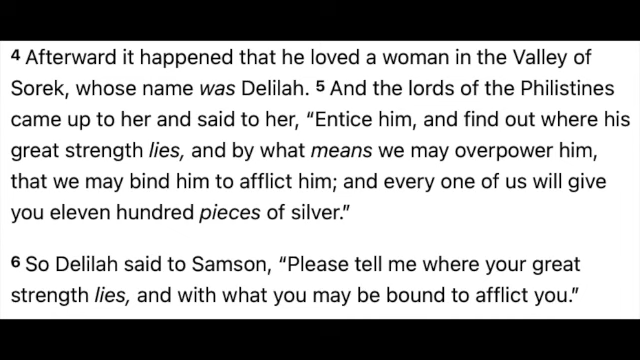 4 Afterward it happened that he loved a woman in the Valley of
Sorek, whose name was Delilah. 5 And the lords of the Philistines
came up to her and said to her, “Entice him, and find out where his
great strength lies, and by what means we may overpower him,
that we may bind him to afflict him; and every one of us will give
you eleven hundred pieces of silver.”
6 So Delilah said to Samson, “Please tell me where your great
strength lies, and with what you may be bound to afflict you.”